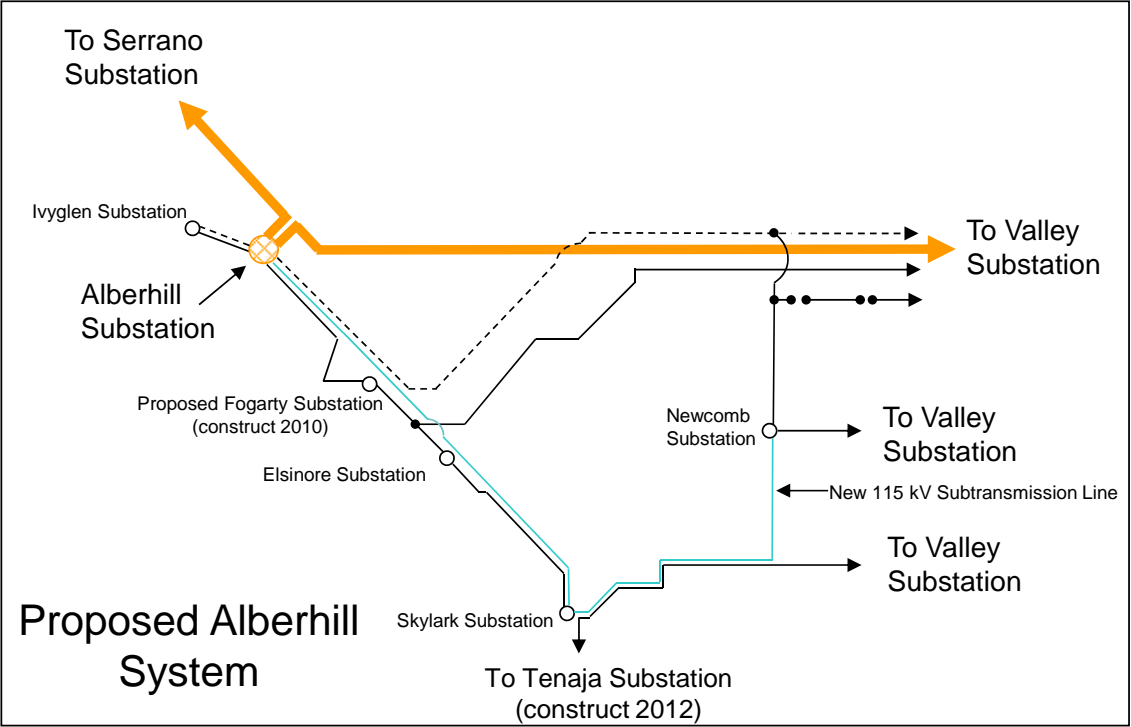 To Serrano
Substation
Ivyglen Substation
To Valley
Substation
Alberhill
Substation
Proposed Fogarty Substation
(construct 2010)
Newcomb
Substation
To Valley
Substation
Elsinore Substation
New 115 kV Subtransmission Line
To Valley
Substation
Proposed Alberhill
System
Skylark Substation
To Tenaja Substation
(construct 2012)